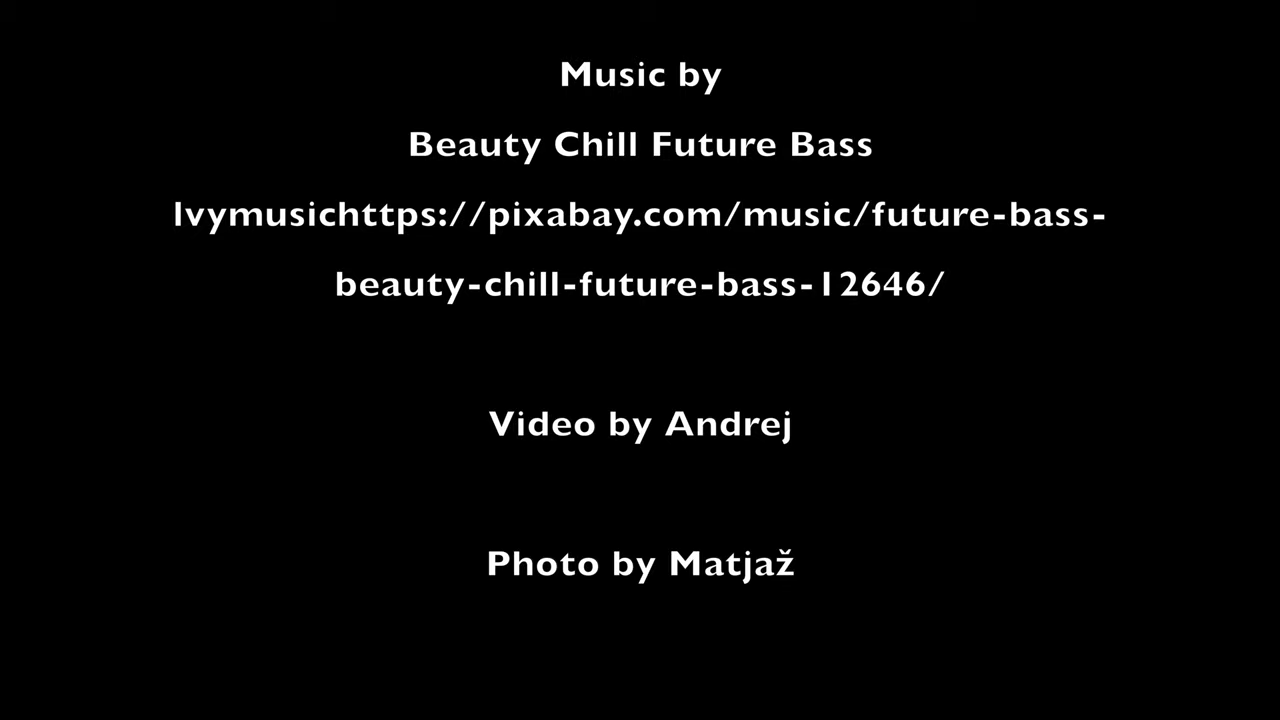 Music by
Beauty Chill Future Bass
Ivymusichttps://pixabay.com/music/future-bass-
beauty-chill-future-bass-12646/
Video by Andrej
Photo by Matjaž